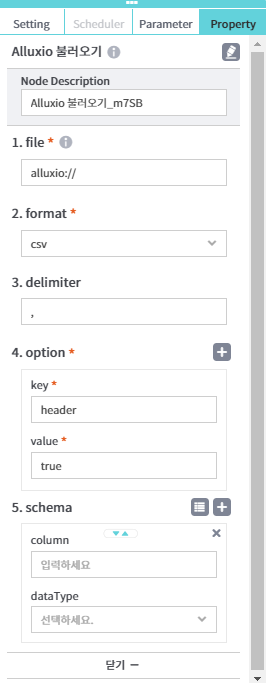 Setting Scheduler Parameter Property
Alluxio 불러오기
Node Description
Alluxio 불러오기_m7SB
1. file *
alluxio://
2. format *
csv
3. delimiter
,
4. option *
key *
header
value *
true
5. schema
column
입력하세요
dataType
선택하세요.
닫기